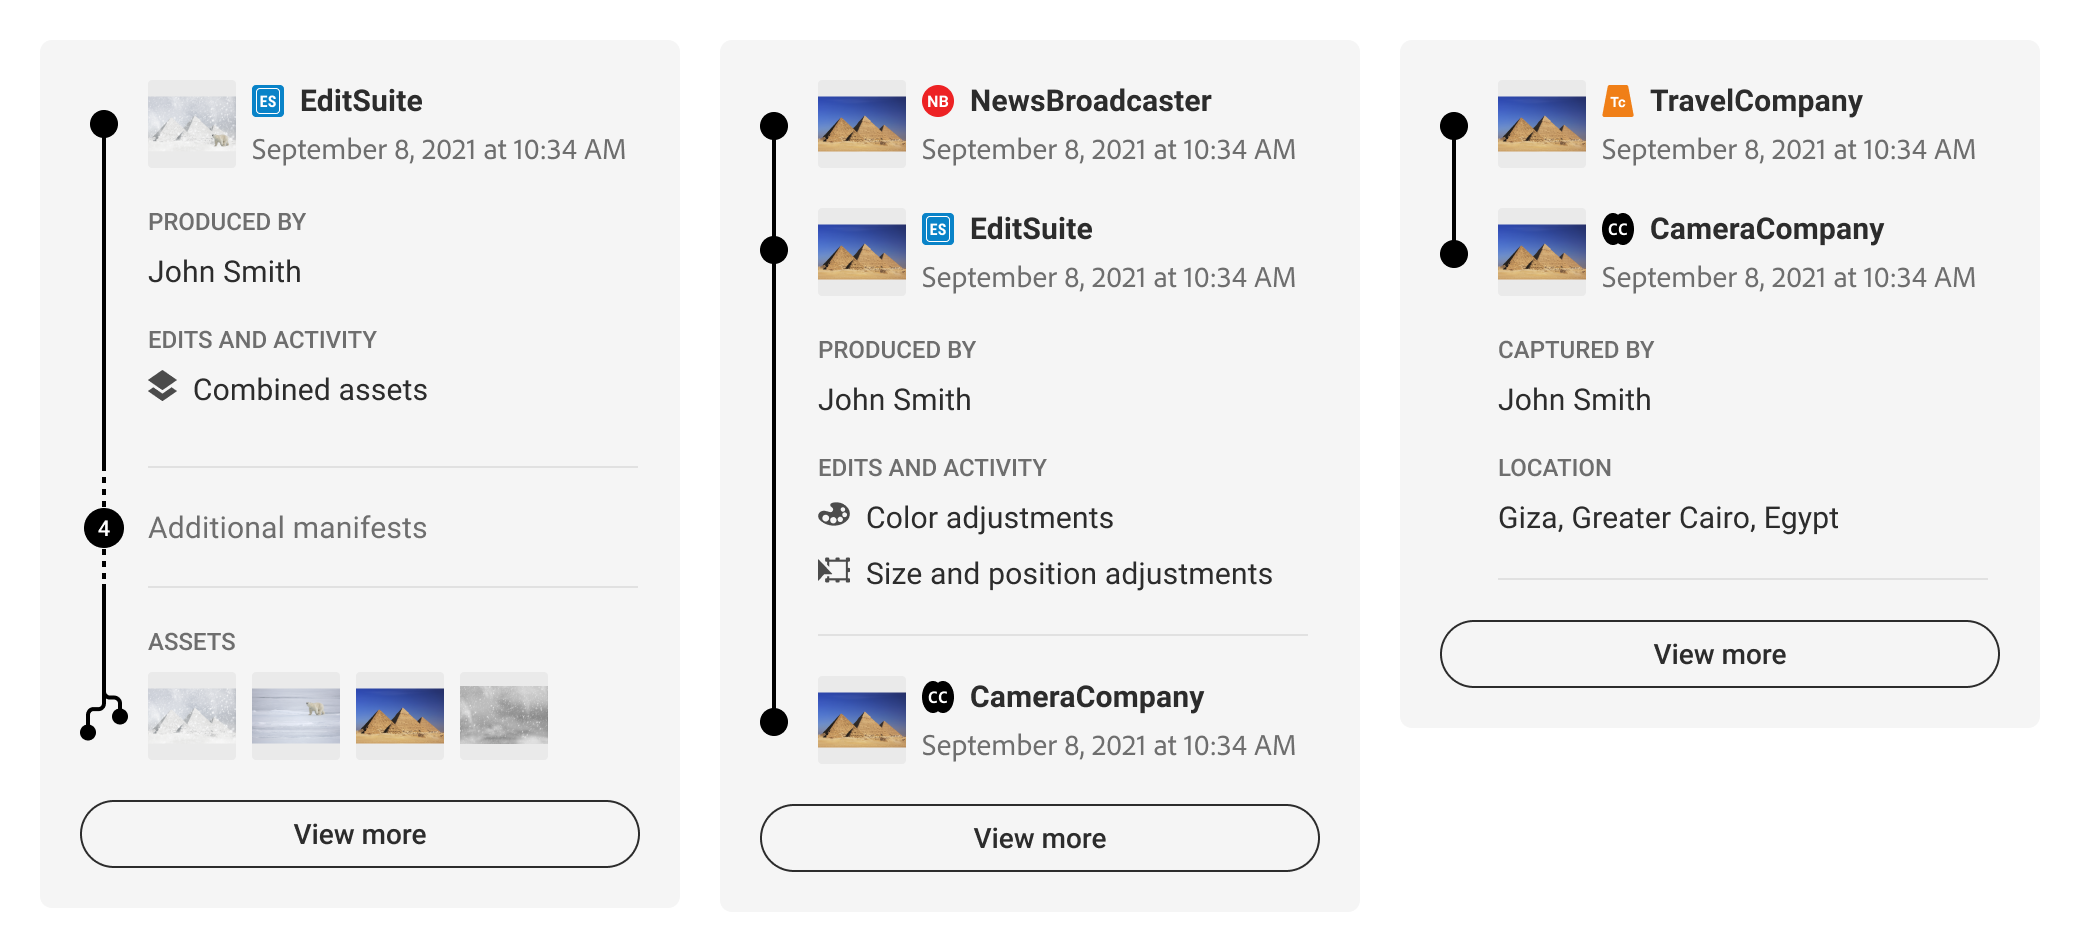 ES EditSuite
September 8, 2021 at 10:34 AM
PRODUCED BY
John Smith
EDITS AND ACTIVITY
Combined assets
4 Additional manifests
ASSETS
View more
NB NewsBroadcaster
September 8, 2021 at 10:34 AM
ES EditSuite
September 8, 2021 at 10:34 AM
PRODUCED BY
John Smith
EDITS AND ACTIVITY
Color adjustments
Size and position adjustments
CC CameraCompany
September 8, 2021 at 10:34 AM
View more
Tc TravelCompany
September 8, 2021 at 10:34 AM
CC CameraCompany
September 8, 2021 at 10:34 AM
CAPTURED BY
John Smith
LOCATION
Giza, Greater Cairo, Egypt
View more